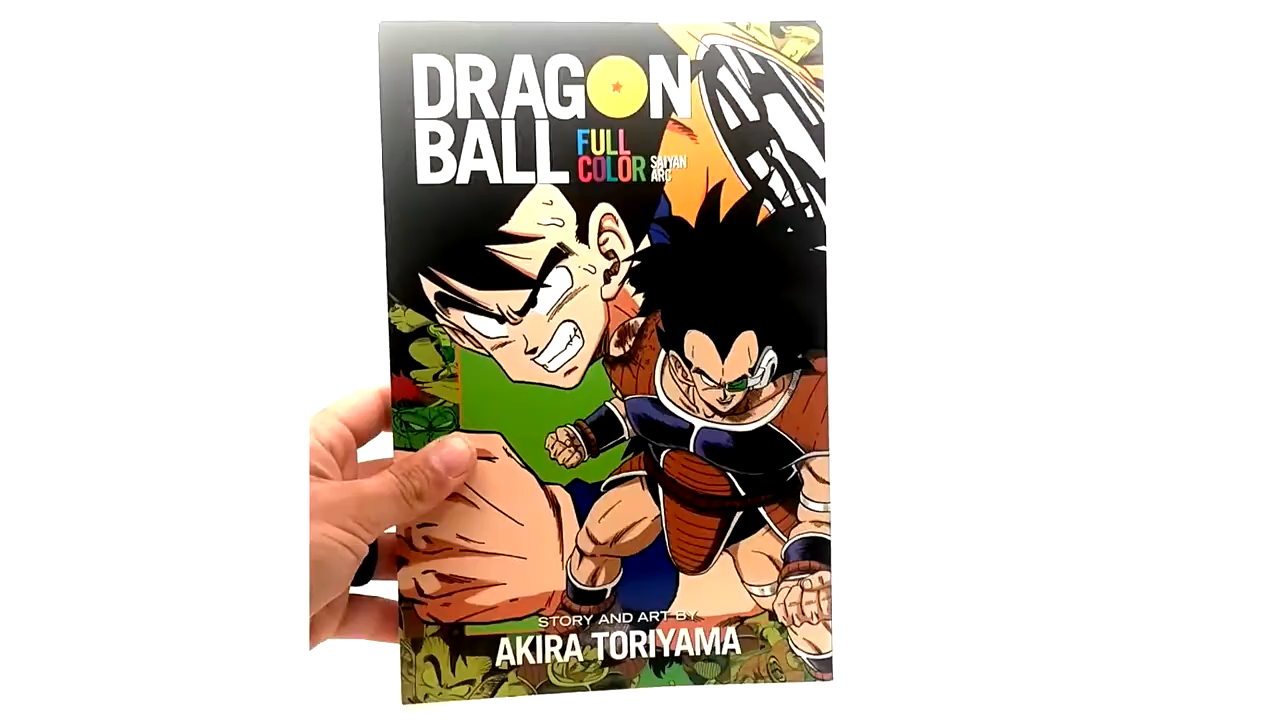 DRAGON
BALL
FULL
COLOR
SAIYAN
ARC
STORY AND ART BY
AKIRA TORIYAMA